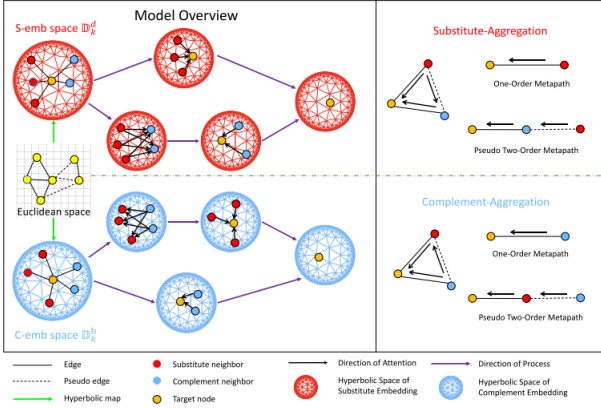 Model Overview
S-emb space 𝔻ᵈₖ
Euclidean space
C-emb space 𝔻ᵇₖ
Substitute-Aggregation
One-Order Metapath
Pseudo Two-Order Metapath
Complement-Aggregation
One-Order Metapath
Pseudo Two-Order Metapath
Edge
Pseudo edge
Hyperbolic map
Substitute neighbor
Complement neighbor
Target node
Direction of Attention
Hyperbolic Space of
Substitute Embedding
Direction of Process
Hyperbolic Space of
Complement Embedding